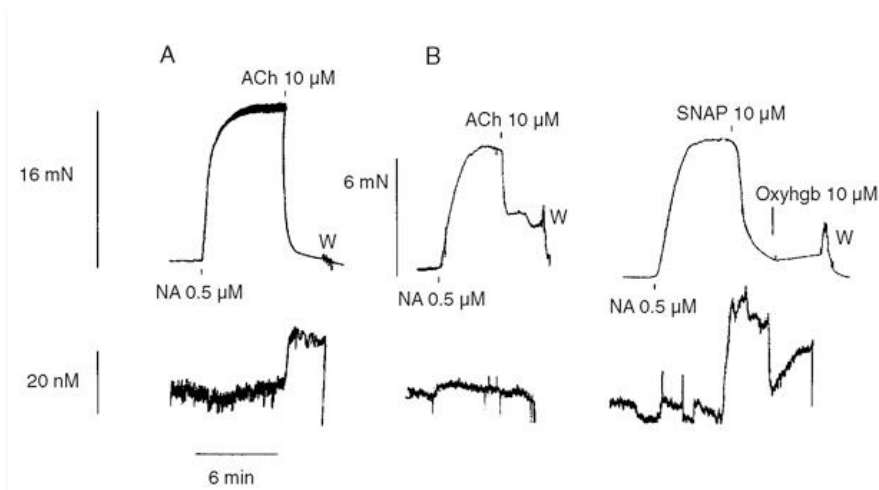 A
B
ACh 10 µM
ACh 10 µM
SNAP 10 µM
16 mN
6 mN
Oxyhgb 10 µM
W
W
W
NA 0.5 µM
NA 0.5 µM
NA 0.5 µM
20 nM
6 min